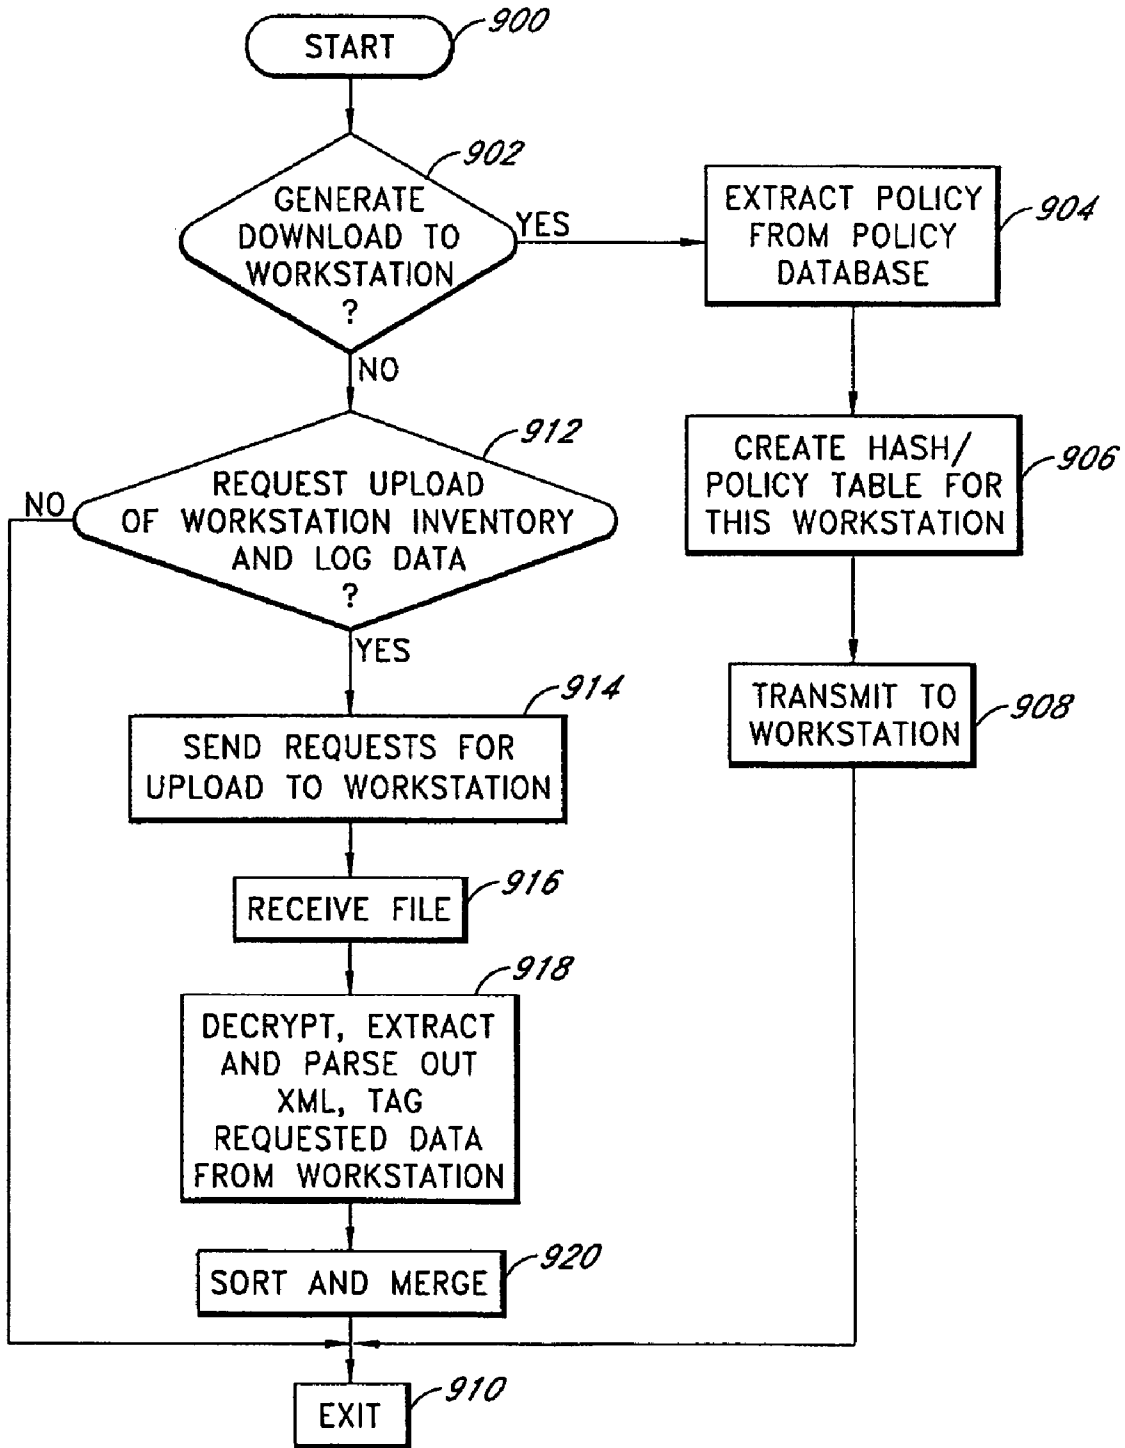 900
START
902
GENERATE
DOWNLOAD TO
WORKSTATION
?
YES
EXTRACT POLICY
FROM POLICY
DATABASE
904
NO
CREATE HASH/
POLICY TABLE FOR
THIS WORKSTATION
906
912
REQUEST UPLOAD
OF WORKSTATION INVENTORY
AND LOG DATA
?
NO
YES
TRANSMIT TO
WORKSTATION
908
914
SEND REQUESTS FOR
UPLOAD TO WORKSTATION
916
RECEIVE FILE
918
DECRYPT, EXTRACT
AND PARSE OUT
XML, TAG
REQUESTED DATA
FROM WORKSTATION
920
SORT AND MERGE
910
EXIT